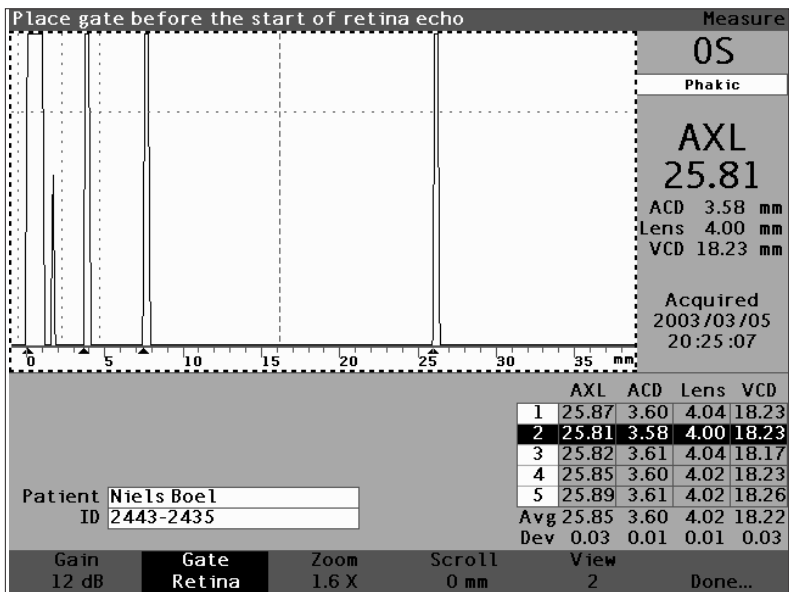 Place gate before the start of retina echo Measure
OS
Phakic
AXL
25.81
ACD 3.58 mm
Lens 4.00 mm
VCD 18.23 mm
Acquired
2003/03/05
20:25:07
0 5 10 15 20 25 30 35 mm
AXL ACD Lens VCD
1 25.87 3.60 4.04 18.23
2 25.81 3.58 4.00 18.23
3 25.82 3.61 4.04 18.17
4 25.85 3.60 4.02 18.23
5 25.89 3.61 4.02 18.26
Avg 25.85 3.60 4.02 18.22
Dev 0.03 0.01 0.01 0.03
Patient Niels Boel
ID 2443-2435
Gain Gate Zoom Scroll View
12 dB Retina 1.6 X 0 mm 2 Done...